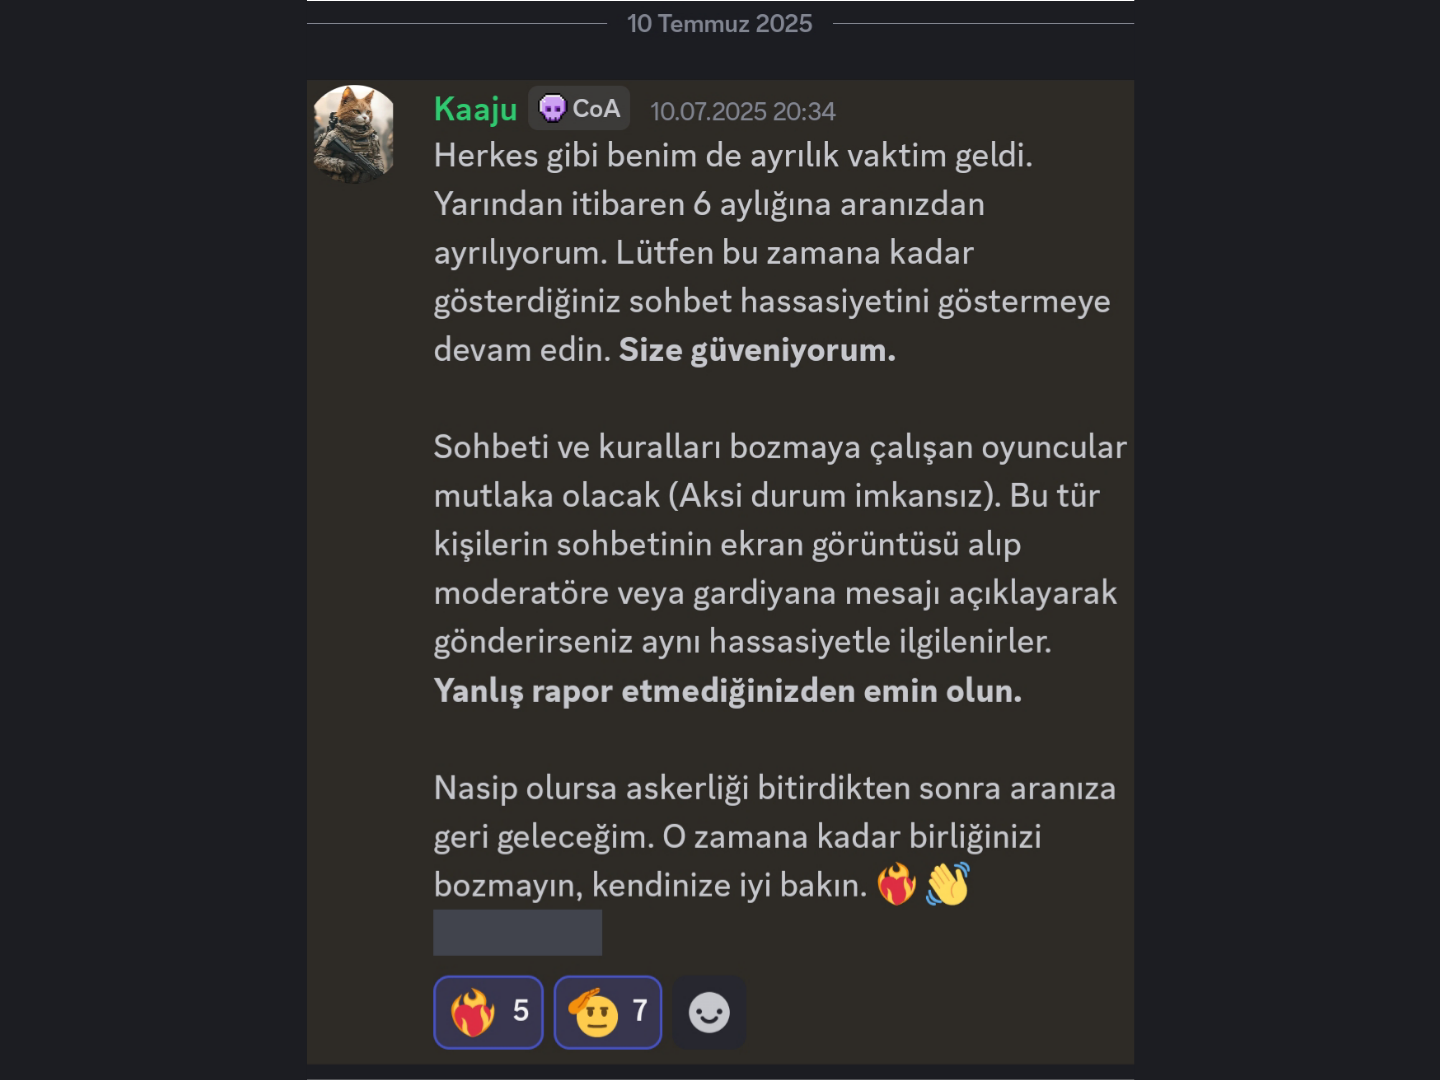 10 Temmuz 2025
Kaaju CoA 10.07.2025 20:34
Herkes gibi benim de ayrılık vaktim geldi.
Yarından itibaren 6 aylığına aranızdan
ayrılıyorum. Lütfen bu zamana kadar
gösterdiğiniz sohbet hassasiyetini göstermeye
devam edin. Size güveniyorum.
Sohbeti ve kuralları bozmaya çalışan oyuncular
mutlaka olacak (Aksi durum imkansız). Bu tür
kişilerin sohbetinin ekran görüntüsü alıp
moderatöre veya gardiyana mesajı açıklayarak
gönderirseniz aynı hassasiyetle ilgilenirler.
Yanlış rapor etmediğinizden emin olun.
Nasip olursa askerliği bitirdikten sonra aranıza
geri geleceğim. O zamana kadar birliğinizi
bozmayın, kendinize iyi bakın. ❤️‍🔥 👋
❤️‍🔥 5 🫡 7